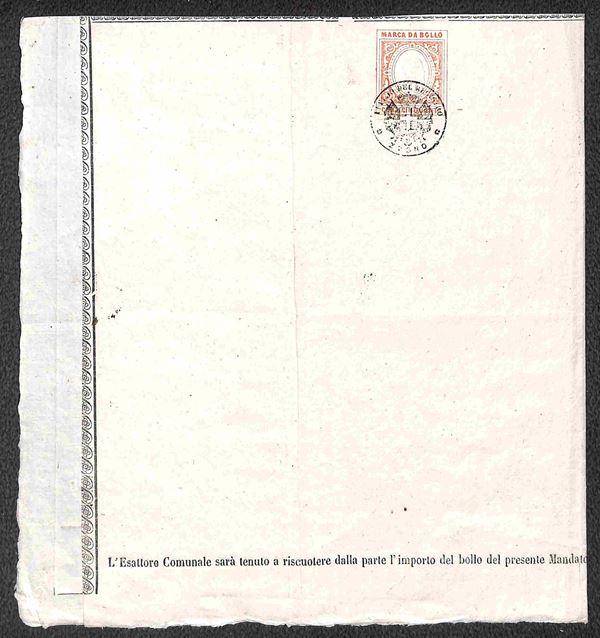 MARCA DA BOLLO
L'Esattore Comunale sarà tenuto a riscuotere dalla parte l'importo del bollo del presente Mandato